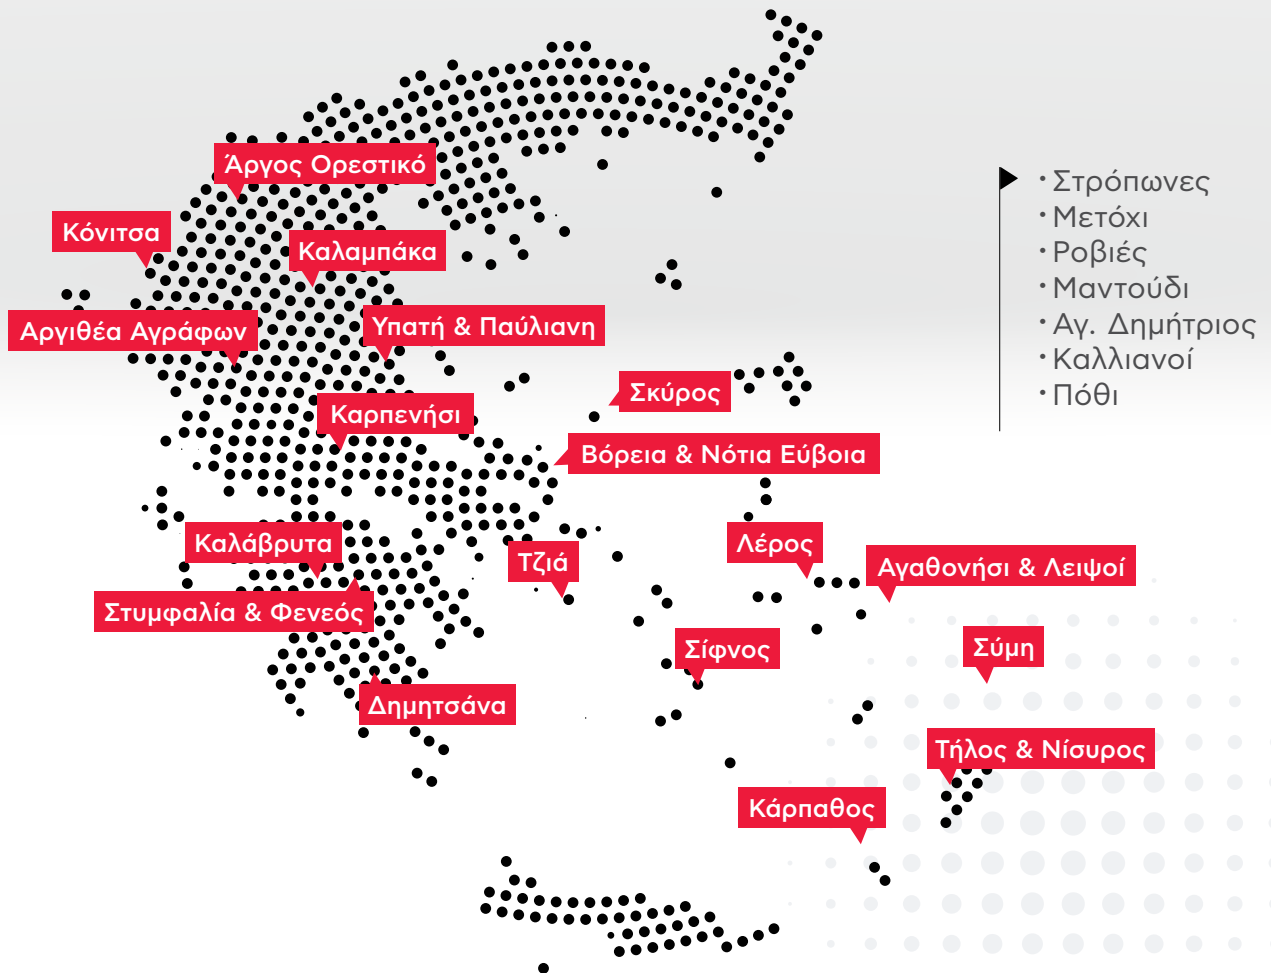 Άργος Ορεστικό
Κόνιτσα
Καλαμπάκα
Αργιθέα Αγράφων
Υπατή & Παύλιανη
Σκύρος
Καρπενήσι
Βόρεια & Νότια Εύβοια
Καλάβρυτα
Τζιά
Λέρος
Αγαθονήσι & Λειψοί
Στυμφαλία & Φενεός
Σίφνος
Σύμη
Δημητσάνα
Τήλος & Νίσυρος
Κάρπαθος
· Στρόπωνες
· Μετόχι
· Ροβιές
· Μαντούδι
· Αγ. Δημήτριος
· Καλλιανοί
· Πόθι